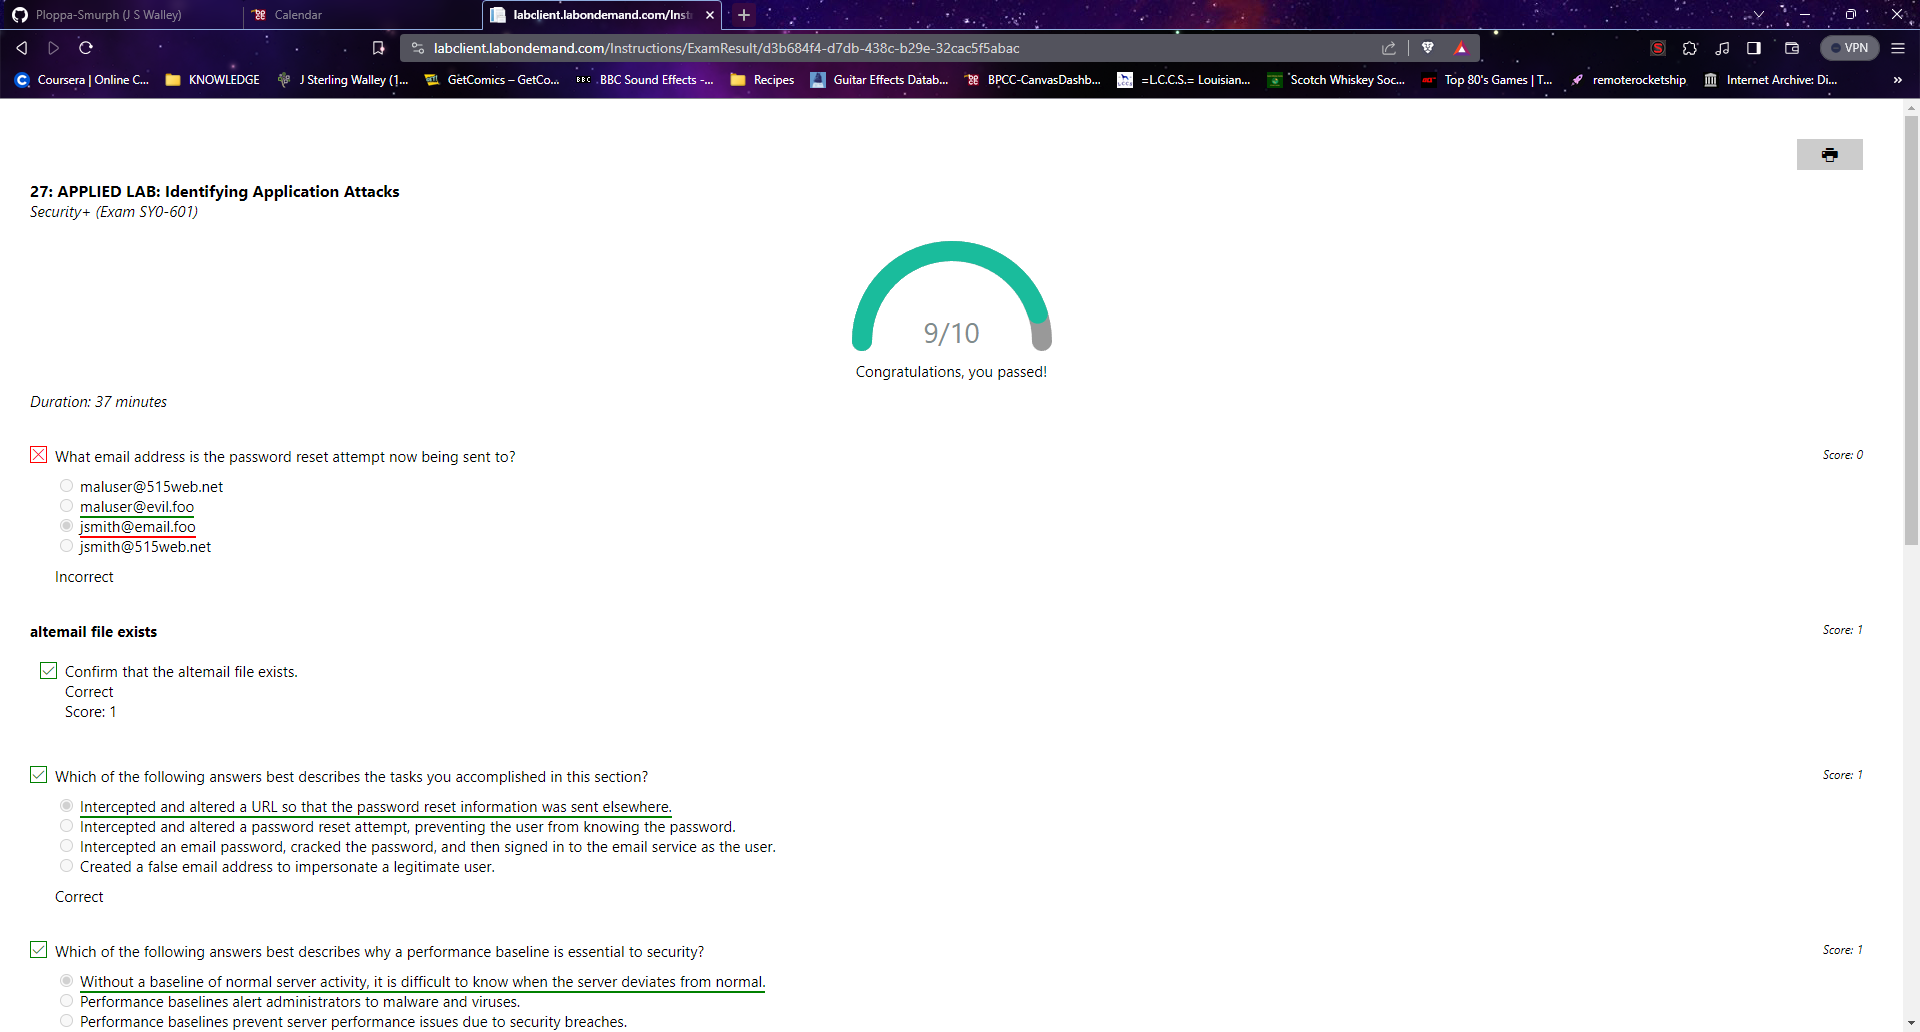 Ploppa-Smurph (J S Walley)
Calendar
labclient.labondemand.com/Inst
labclient.labondemand.com/Instructions/ExamResult/d3b684f4-d7db-438c-b29e-32cac5f5abac
VPN
Coursera | Online C...
KNOWLEDGE
J Sterling Walley (1...
GetComics – GetCo...
BBC
BBC Sound Effects -...
Recipes
Guitar Effects Datab...
BPCC-CanvasDashb...
=L.C.C.S.= Louisian...
Scotch Whiskey Soc...
Top 80's Games | T...
remoterocketship
Internet Archive: Di...
27: APPLIED LAB: Identifying Application Attacks
Security+ (Exam SY0-601)
9/10
Congratulations, you passed!
Duration: 37 minutes
What email address is the password reset attempt now being sent to?
Score: 0
maluser@515web.net
maluser@evil.foo
jsmith@email.foo
jsmith@515web.net
Incorrect
altemail file exists
Score: 1
Confirm that the altemail file exists.
Correct
Score: 1
Which of the following answers best describes the tasks you accomplished in this section?
Score: 1
Intercepted and altered a URL so that the password reset information was sent elsewhere.
Intercepted and altered a password reset attempt, preventing the user from knowing the password.
Intercepted an email password, cracked the password, and then signed in to the email service as the user.
Created a false email address to impersonate a legitimate user.
Correct
Which of the following answers best describes why a performance baseline is essential to security?
Score: 1
Without a baseline of normal server activity, it is difficult to know when the server deviates from normal.
Performance baselines alert administrators to malware and viruses.
Performance baselines prevent server performance issues due to security breaches.